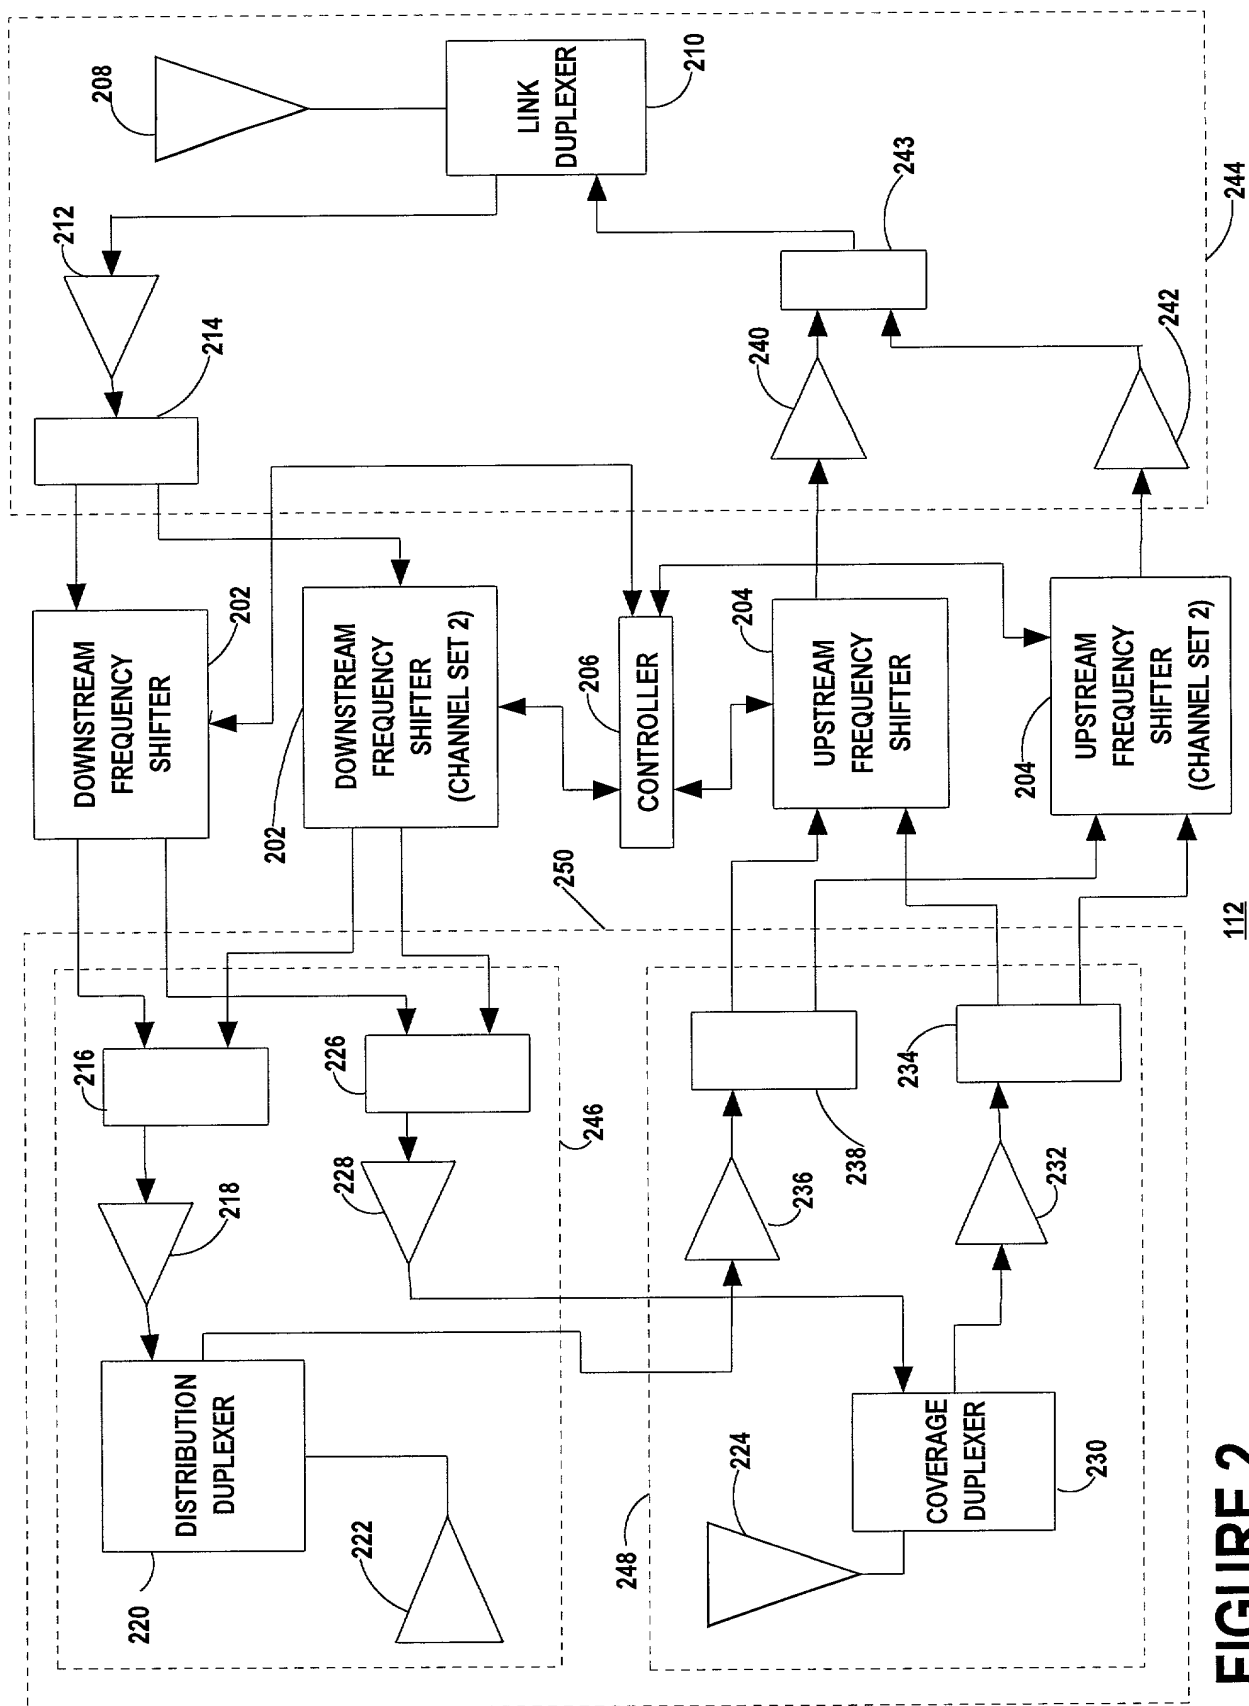 208
LINK
DUPLEXER
210
212
214
243
244
240
242
DOWNSTREAM
FREQUENCY
SHIFTER
202
DOWNSTREAM
FREQUENCY
SHIFTER
(CHANNEL SET 2)
202
CONTROLLER
206
UPSTREAM
FREQUENCY
SHIFTER
204
UPSTREAM
FREQUENCY
SHIFTER
(CHANNEL SET 2)
204
250
112
216
226
246
218
228
238
234
236
232
DISTRIBUTION
DUPLEXER
220
222
248
224
COVERAGE
DUPLEXER
230
FIGURE 2